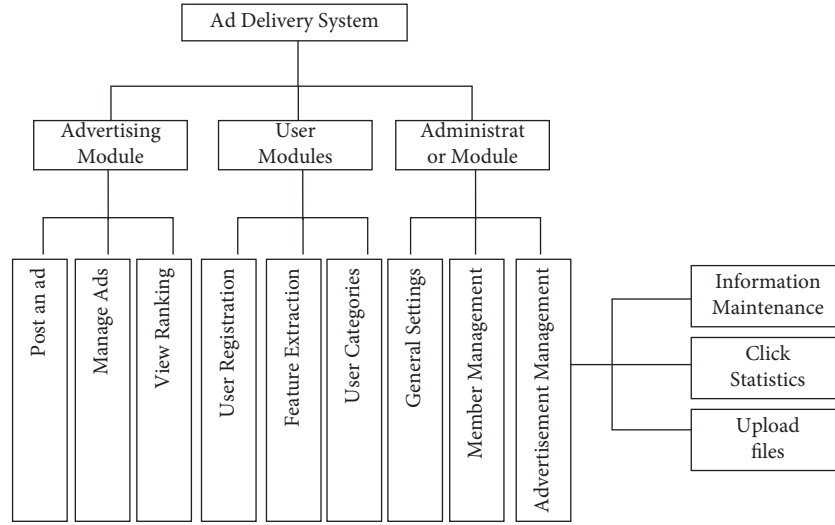 Ad Delivery System
Advertising
Module
User
Modules
Administrat
or Module
Post an ad
Manage Ads
View Ranking
User Registration
Feature Extraction
User Categories
General Settings
Member Management
Advertisement Management
Information
Maintenance
Click
Statistics
Upload
files